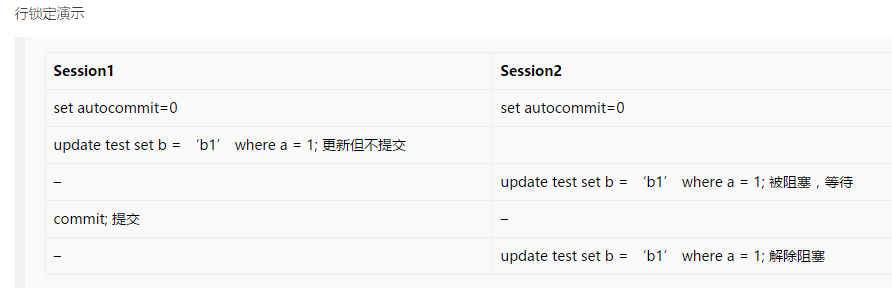 行锁定演示
Session1 Session2
set autocommit=0 set autocommit=0
update test set b = ‘b1’ where a = 1; 更新但不提交
– update test set b = ‘b1’ where a = 1; 被阻塞，等待
commit; 提交 –
– update test set b = ‘b1’ where a = 1; 解除阻塞